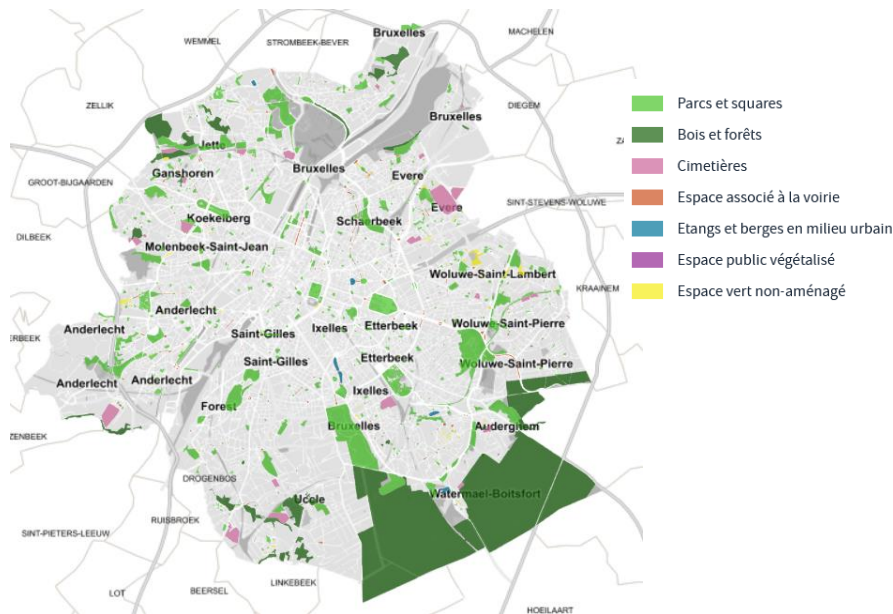 Bruxelles
MACHELEN
WEMMEL
STROMBEEK-BEVER
ZELLIK
DIEGEM
Bruxelles
Jette
Bruxelles
Ganshoren
Evere
GROOT-BIJGAARDEN
SINT-STEVENS-WOLUWE
Evere
Koekelberg
Schaerbeek
DILBEEK
Molenbeek-Saint-Jean
Woluwe-Saint-Lambert
KRAAINEM
Anderlecht
Anderlecht
Saint-Gilles
Ixelles
Etterbeek
Woluwe-Saint-Pierre
ERBEEK
Saint-Gilles
Etterbeek
Woluwe-Saint-Pierre
Anderlecht
Anderlecht
Ixelles
Forest
Bruxelles
Auderghem
ZENBEEK
DROGENBOS
Uccle
Watermael-Boitsfort
RUISBROEK
SINT-PIETERS-LEEUW
LINKEBEEK
BEERSEL
LOT
HOEILAART
Parcs et squares
Bois et forêts
Cimetières
Espace associé à la voirie
Etangs et berges en milieu urbain
Espace public végétalisé
Espace vert non-aménagé